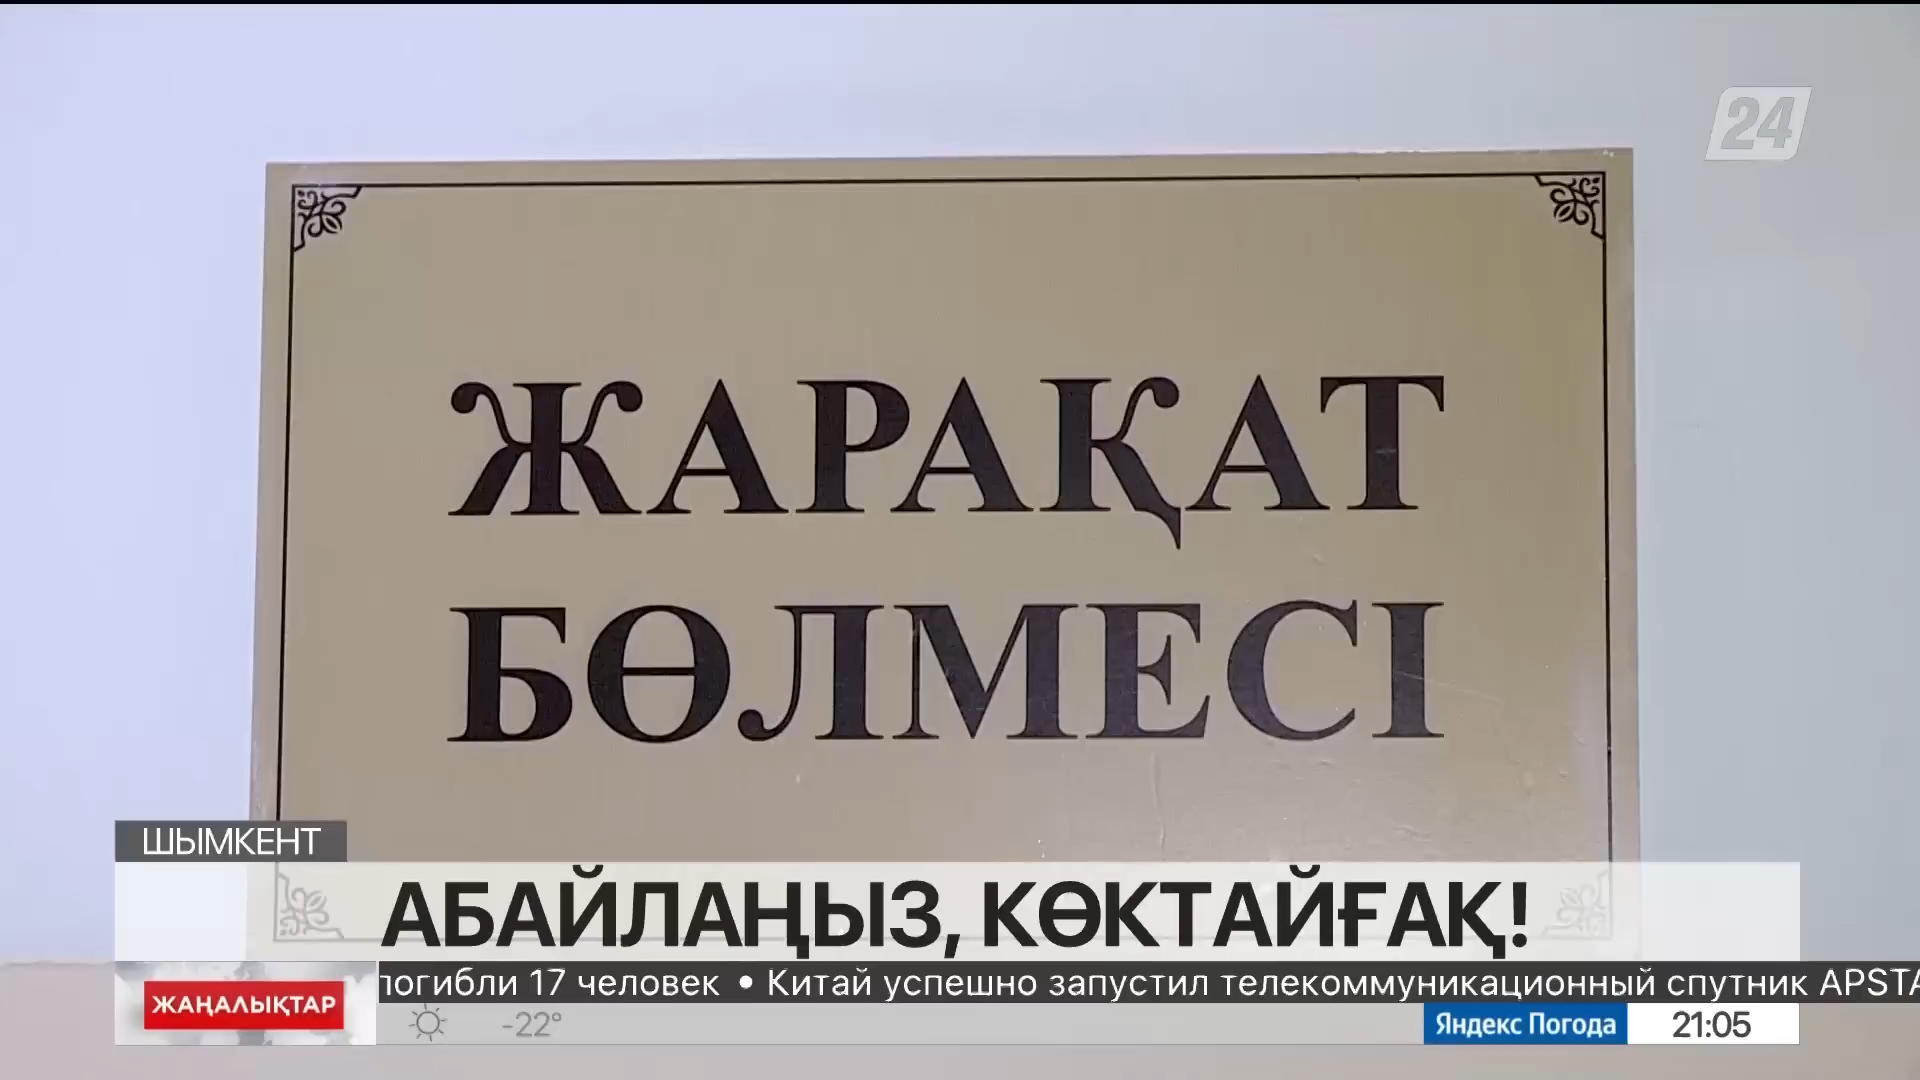 24
ЖАРАҚАТ
БӨЛМЕСІ
ШЫМКЕНТ
АБАЙЛАҢЫЗ, КӨКТАЙҒАҚ!
погибли 17 человек • Китай успешно запустил телекоммуникационный спутник APSTA
ЖАҢАЛЫҚТАР
-22°
Яндекс Погода
21:05